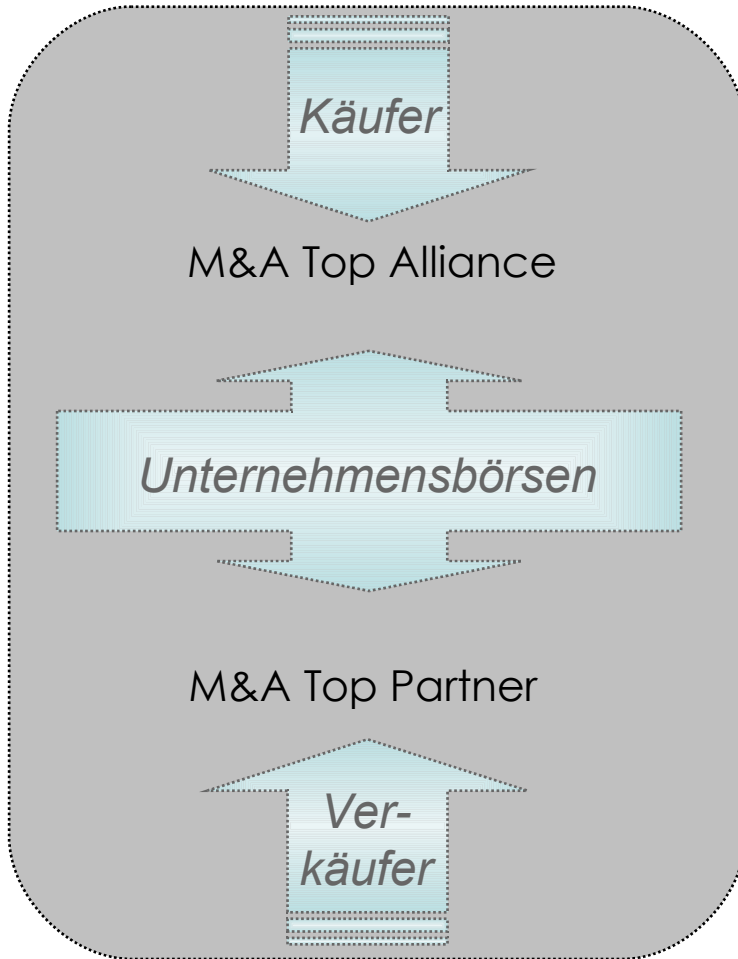 Käufer
M&A Top Alliance
Unternehmensbörsen
M&A Top Partner
Ver-
käufer